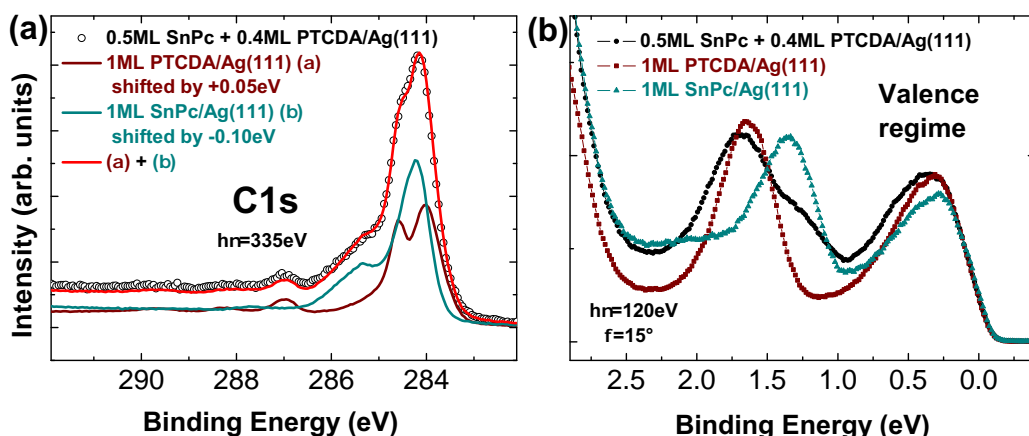 (a)
0.5ML SnPc + 0.4ML PTCDA/Ag(111)
1ML PTCDA/Ag(111) (a)
shifted by +0.05eV
1ML SnPc/Ag(111) (b)
shifted by -0.10eV
(a) + (b)
C1s
hn=335eV
Intensity (arb. units)
290 288 286 284
Binding Energy (eV)
(b)
0.5ML SnPc + 0.4ML PTCDA/Ag(111)
1ML PTCDA/Ag(111)
1ML SnPc/Ag(111)
Valence
regime
hn=120eV
f=15°
2.5 2.0 1.5 1.0 0.5 0.0
Binding Energy (eV)